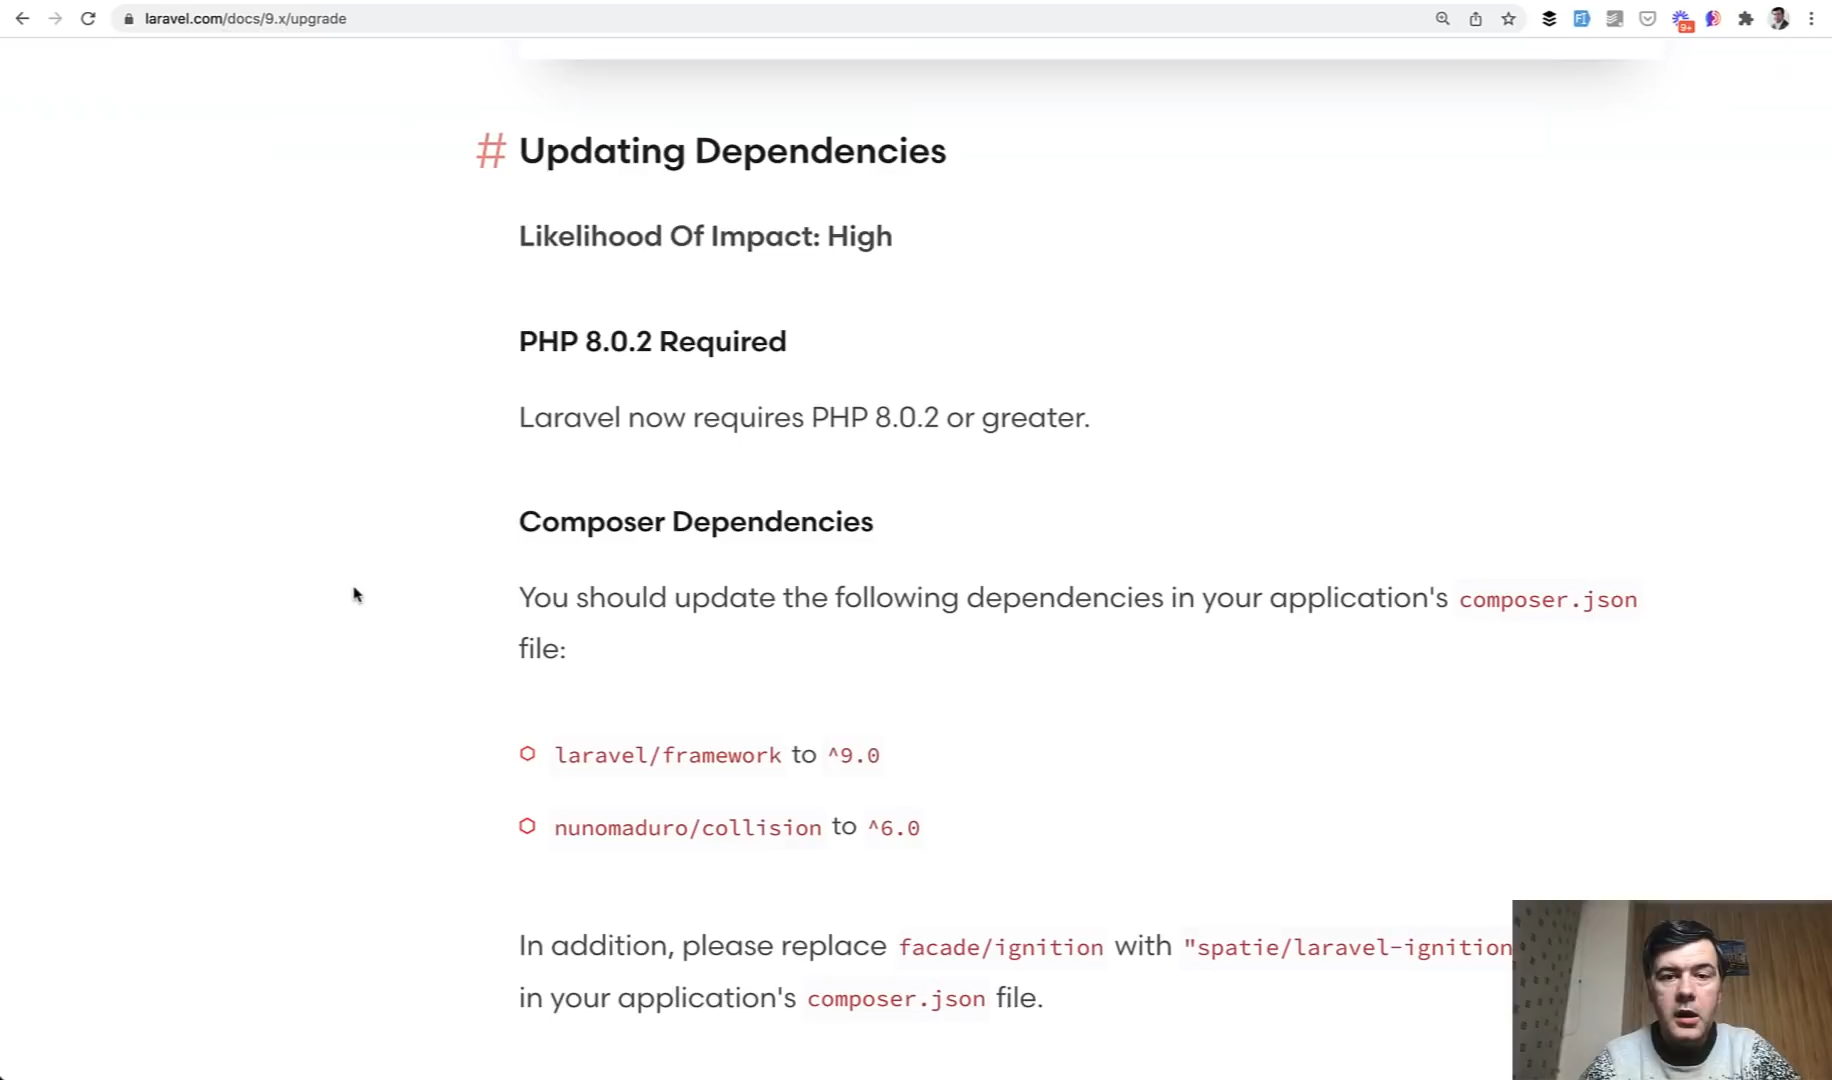 laravel.com/docs/9.x/upgrade
9+
# Updating Dependencies
Likelihood Of Impact: High
PHP 8.0.2 Required
Laravel now requires PHP 8.0.2 or greater.
Composer Dependencies
You should update the following dependencies in your application's composer.json
file:
laravel/framework to ^9.0
nunomaduro/collision to ^6.0
In addition, please replace facade/ignition with "spatie/laravel-ignition
in your application's composer.json file.